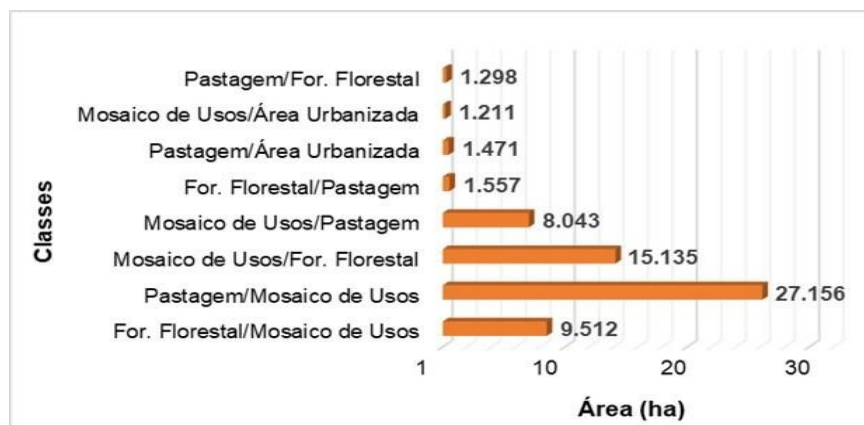 Pastagem/For. Florestal 1.298
Mosaico de Usos/Área Urbanizada 1.211
Pastagem/Área Urbanizada 1.471
For. Florestal/Pastagem 1.557
Mosaico de Usos/Pastagem 8.043
Mosaico de Usos/For. Florestal 15.135
Pastagem/Mosaico de Usos 27.156
For. Florestal/Mosaico de Usos 9.512
Classes
1 10 20 30
Área (ha)